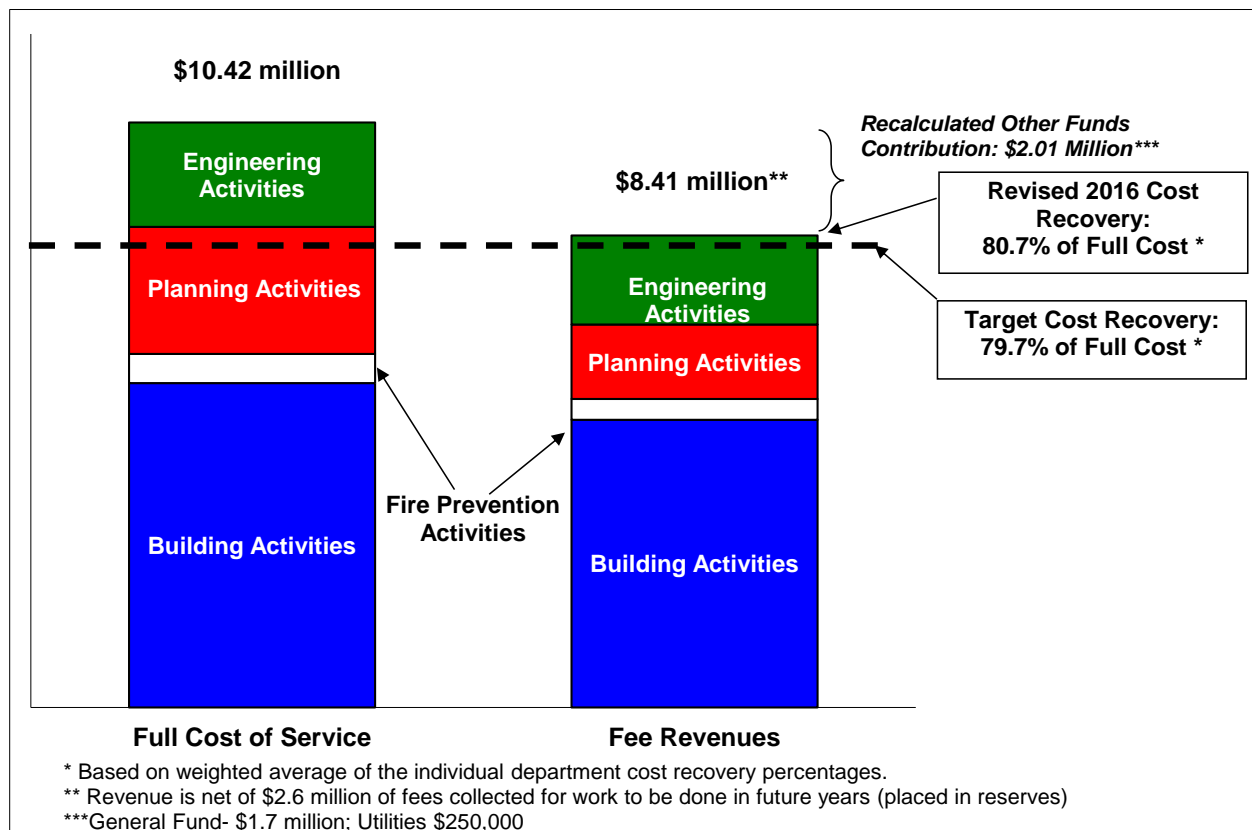 $10.42 million
Engineering
Activities
Planning Activities
Building Activities
Fire Prevention
Activities
$8.41 million**
Engineering
Activities
Planning Activities
Building Activities
Recalculated Other Funds
Contribution: $2.01 Million***
Revised 2016 Cost
Recovery:
80.7% of Full Cost *
Target Cost Recovery:
79.7% of Full Cost *
Full Cost of Service
Fee Revenues
* Based on weighted average of the individual department cost recovery percentages.
** Revenue is net of $2.6 million of fees collected for work to be done in future years (placed in reserves)
***General Fund- $1.7 million; Utilities $250,000